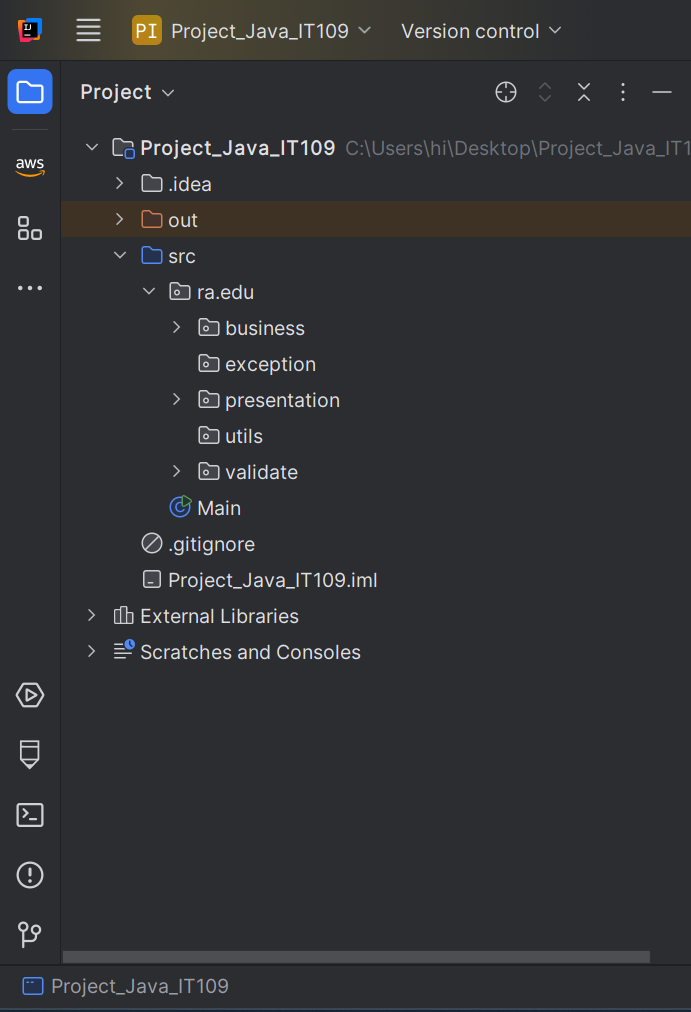 PI Project_Java_IT109 Version control
Project
aws
Project_Java_IT109 C:\Users\hi\Desktop\Project_Java_IT1
.idea
out
src
ra.edu
business
exception
presentation
utils
validate
Main
.gitignore
Project_Java_IT109.iml
External Libraries
Scratches and Consoles
Project_Java_IT109